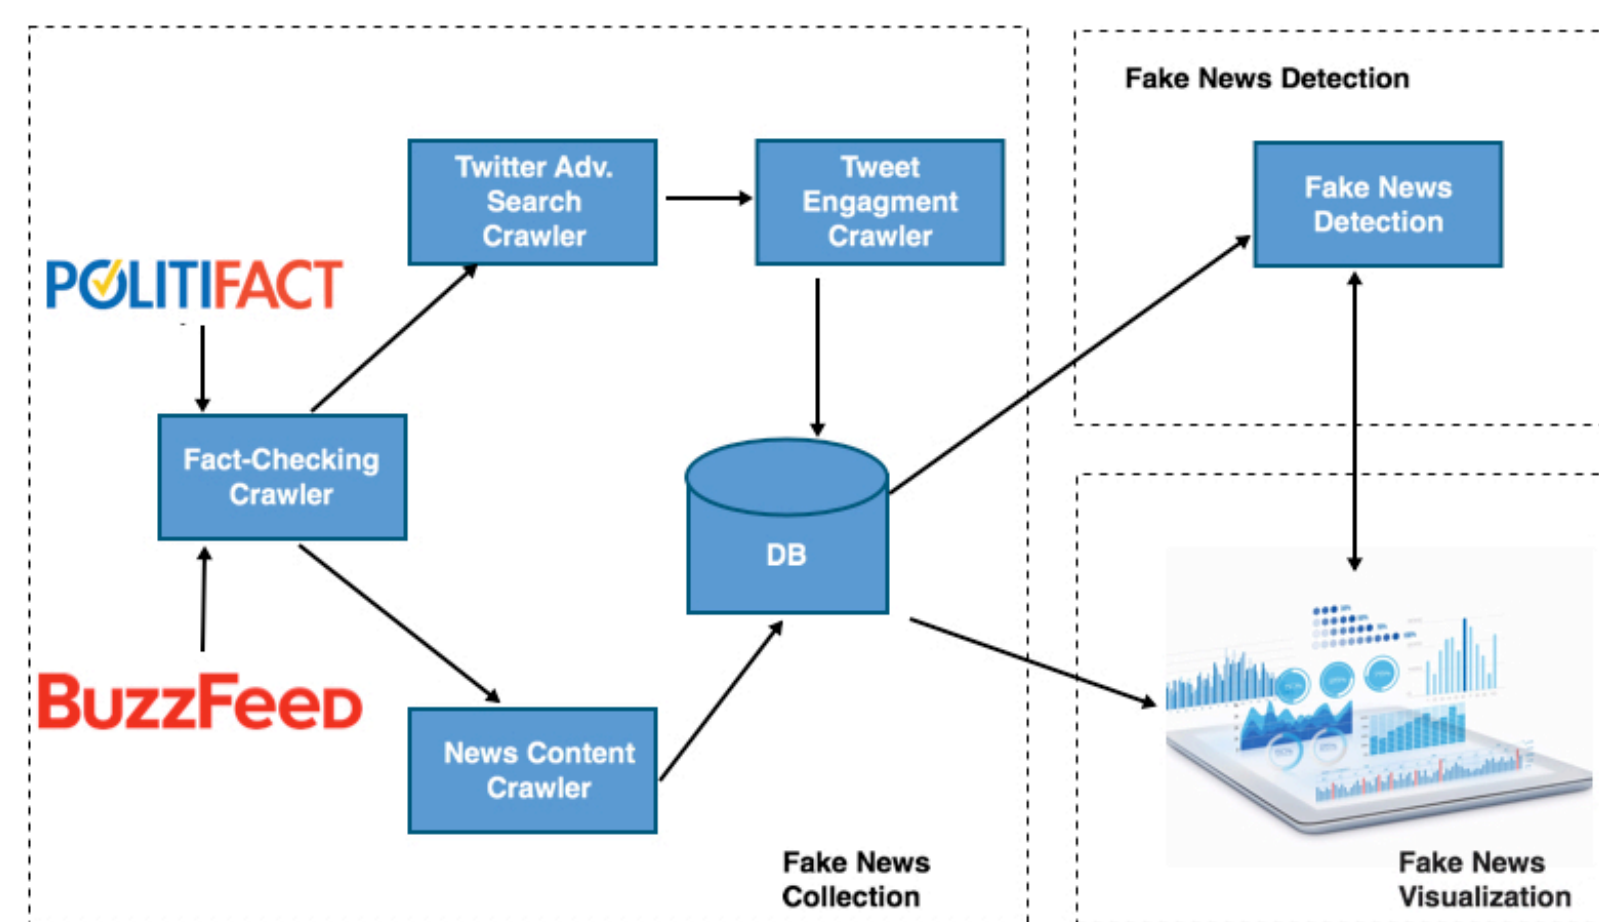 Fake News Detection
Twitter Adv.
Search
Crawler
Tweet
Engagment
Crawler
Fake News
Detection
POLITIFACT
Fact-Checking
Crawler
DB
BuzzFeeD
News Content
Crawler
Fake News
Collection
Fake News
Visualization